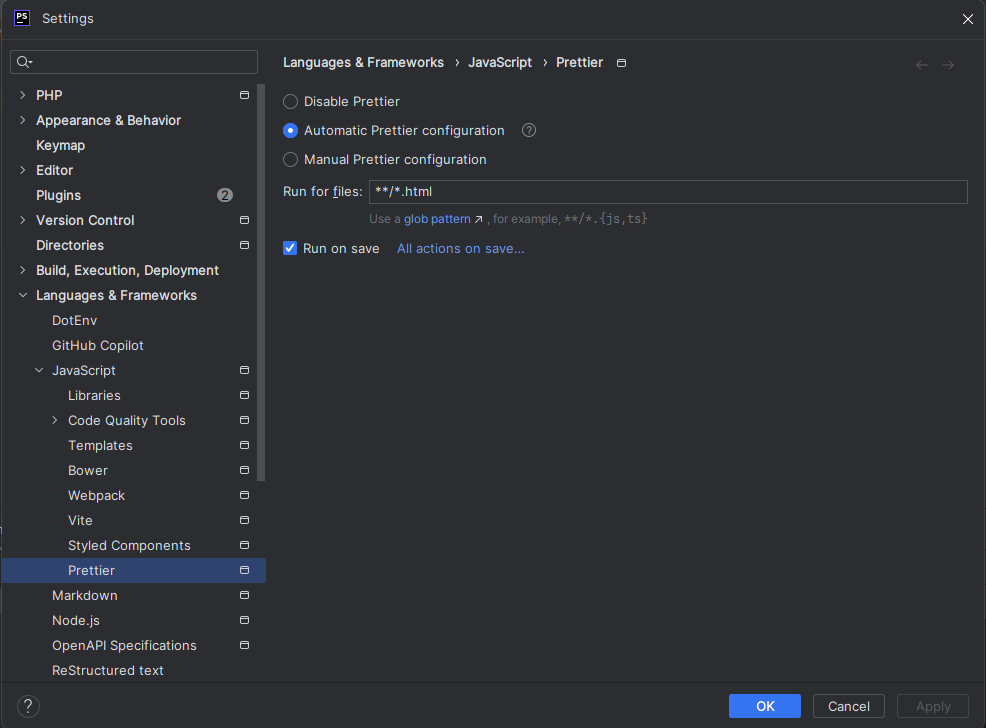 PS Settings
Languages & Frameworks › JavaScript › Prettier
PHP
Appearance & Behavior
Keymap
Editor
Plugins 2
Version Control
Directories
Build, Execution, Deployment
Languages & Frameworks
DotEnv
GitHub Copilot
JavaScript
Libraries
Code Quality Tools
Templates
Bower
Webpack
Vite
Styled Components
Prettier
Markdown
Node.js
OpenAPI Specifications
ReStructured text
Disable Prettier
Automatic Prettier configuration ?
Manual Prettier configuration
Run for files: **/*.html
Use a glob pattern ↗ , for example, **/*.{js,ts}
Run on save All actions on save...
? OK Cancel Apply